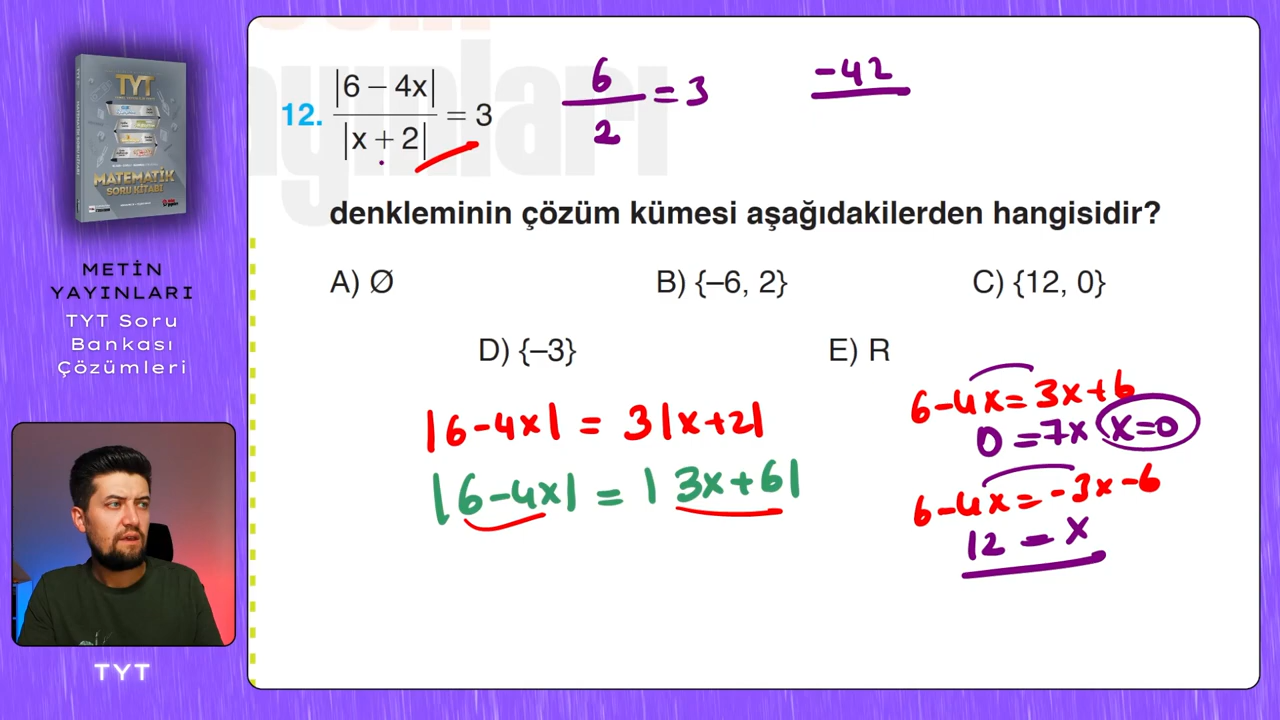 TYT
MATEMATİK
SORU KİTABI
METİN
YAYINLARI
TYT Soru
Bankası
Çözümleri
TYT
yayınları
12. |6 – 4x| / |x + 2| = 3
6 / 2 = 3
-42
denkleminin çözüm kümesi aşağıdakilerden hangisidir?
A) Ø B) {–6, 2} C) {12, 0}
D) {–3} E) R
|6-4x| = 3|x+2|
|6-4x| = |3x+6|
6-4x = 3x+6
0 = 7x x=0
6-4x = -3x-6
12 = x